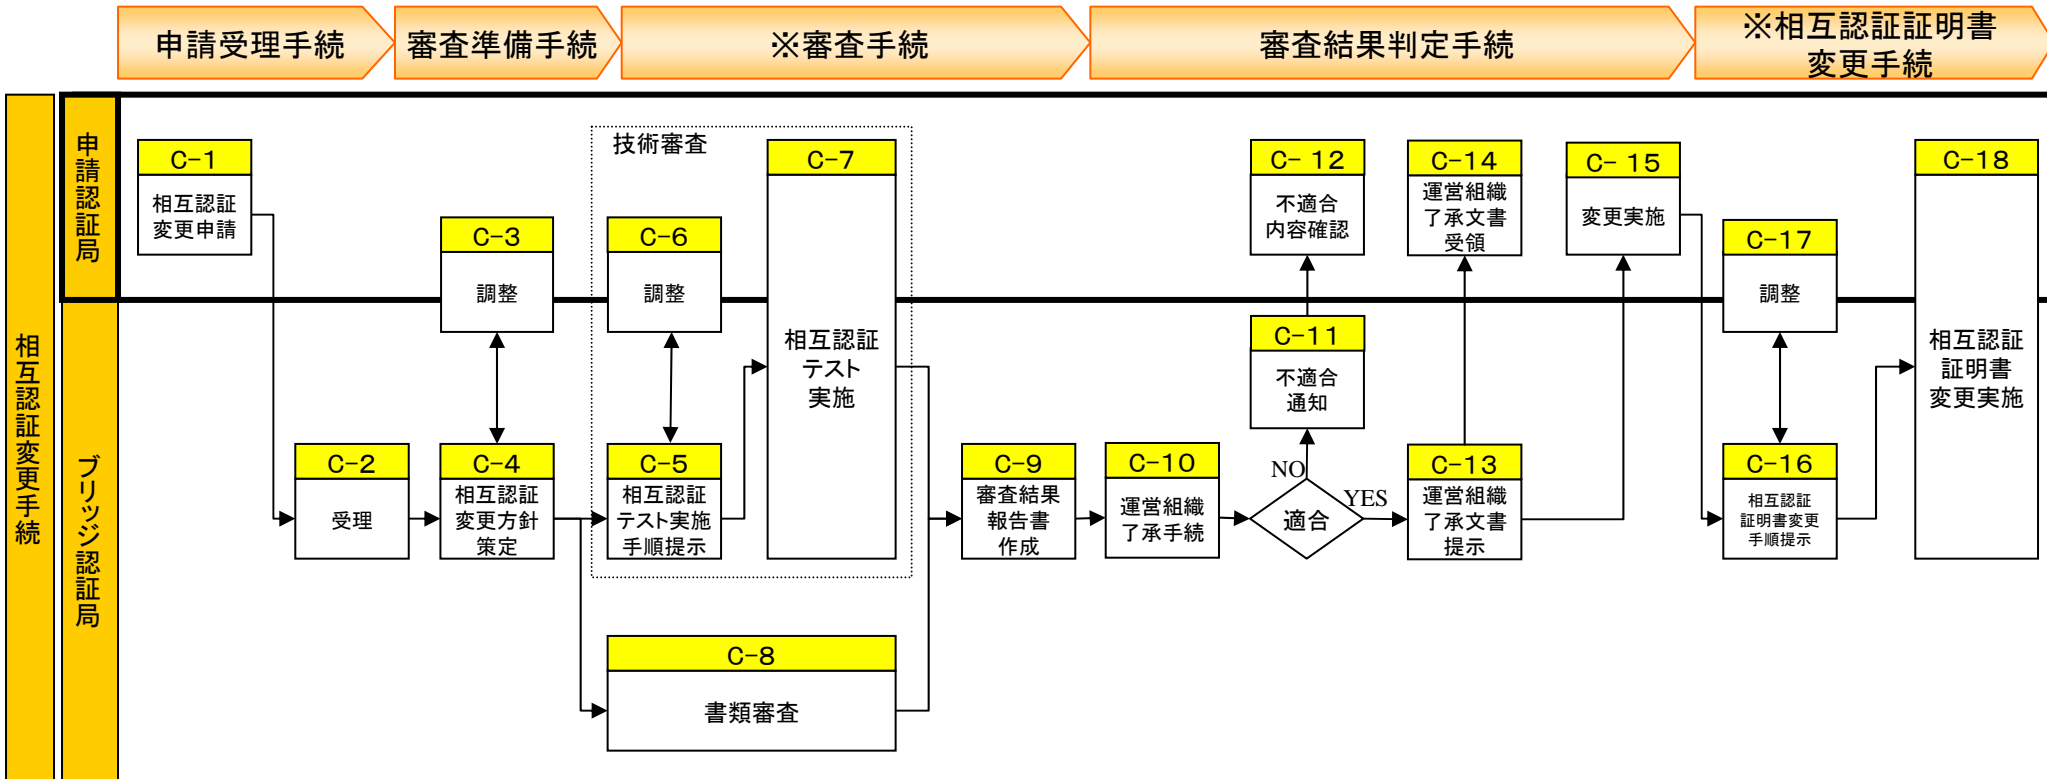 申請受理手続
審査準備手続
※審査手続
審査結果判定手続
※相互認証証明書
変更手続
相互認証変更手続
申請認証局
ブリッジ認証局
C-1
相互認証
変更申請
C-2
受理
C-3
調整
C-4
相互認証
変更方針
策定
技術審査
C-6
調整
C-5
相互認証
テスト実施
手順提示
C-7
相互認証
テスト
実施
C-8
書類審査
C-9
審査結果
報告書
作成
C-10
運営組織
了承手続
適合
NO
YES
C-11
不適合
通知
C- 12
不適合
内容確認
C-13
運営組織
了承文書
提示
C-14
運営組織
了承文書
受領
C- 15
変更実施
C-16
相互認証
証明書変更
手順提示
C-17
調整
C-18
相互認証
証明書
変更実施